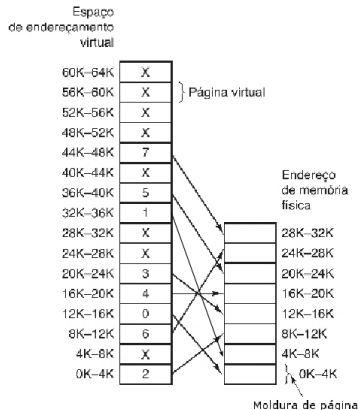 Espaço
de endereçamento
virtual
60K–64K X
56K–60K X Página virtual
52K–56K X
48K–52K X
44K–48K 7
40K–44K X
36K–40K 5
32K–36K 1
28K–32K X
24K–28K X
20K–24K 3
16K–20K 4
12K–16K 0
8K–12K 6
4K–8K X
0K–4K 2
Endereço
de memória
física
28K–32K
24K–28K
20K–24K
16K–20K
12K–16K
8K–12K
4K–8K
0K–4K
Moldura de página